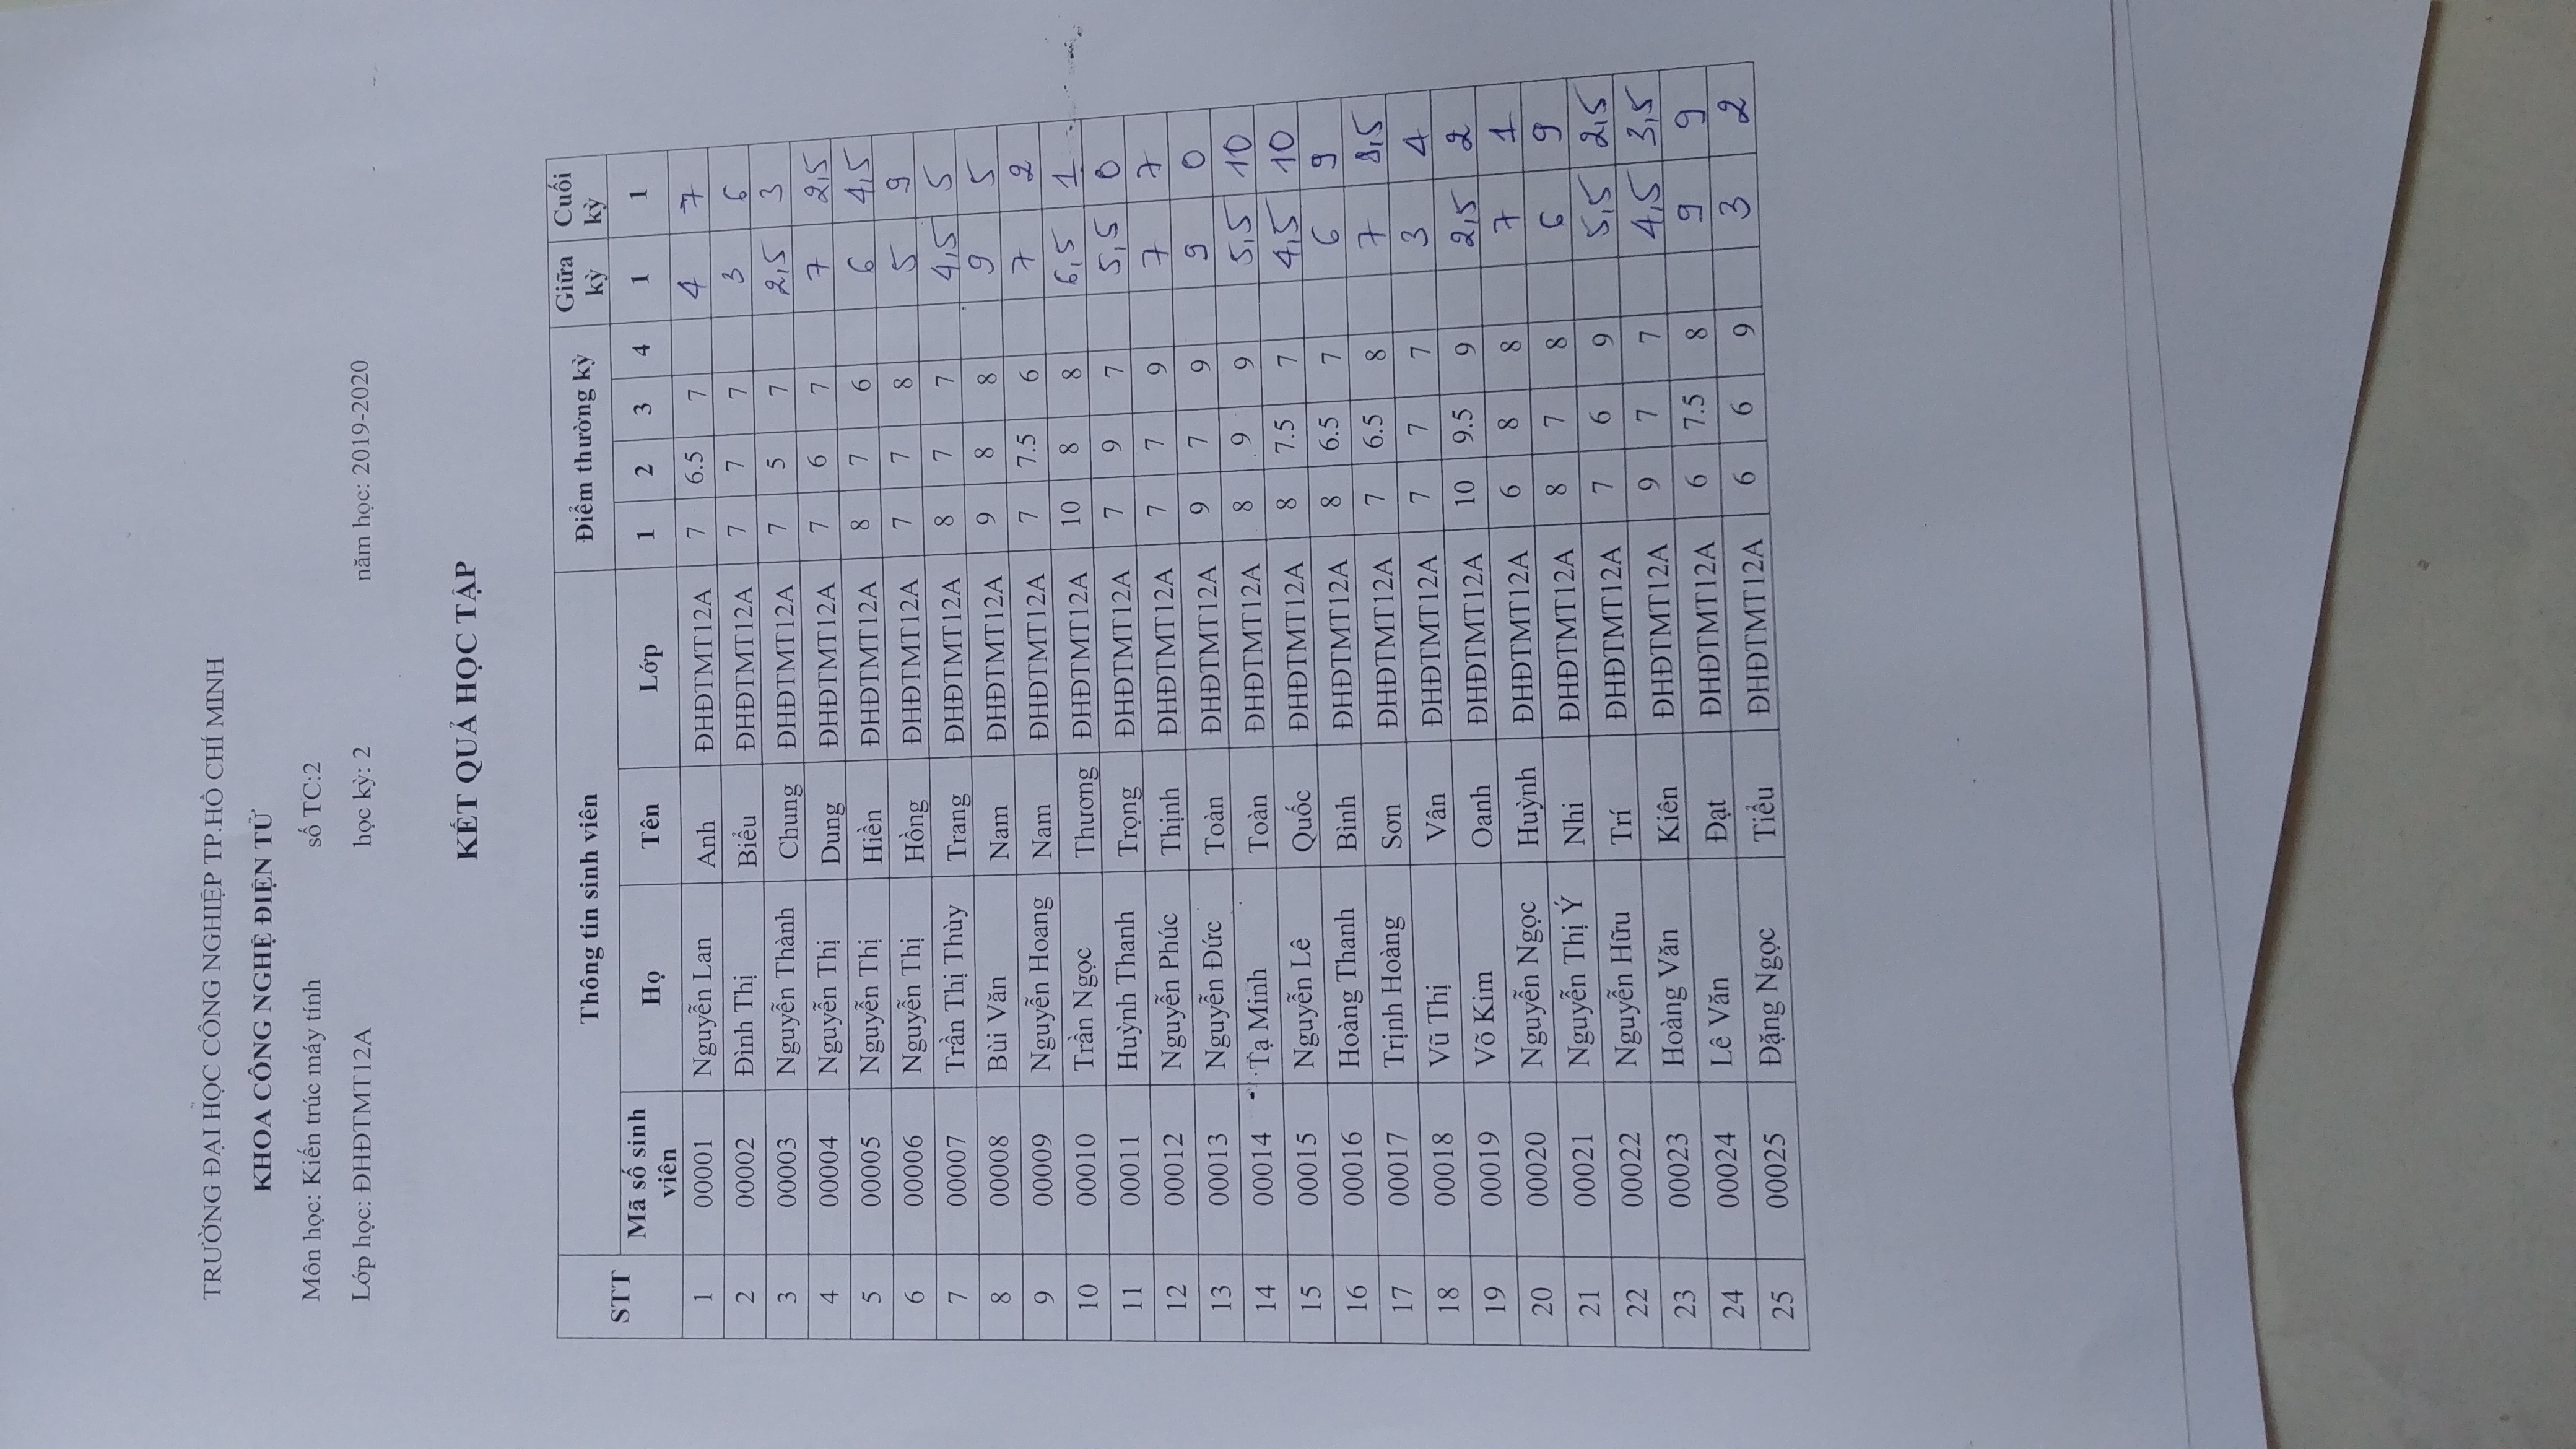 TRƯỜNG ĐẠI HỌC CÔNG NGHIỆP TP.HỒ CHÍ MINH
KHOA CÔNG NGHỆ ĐIỆN TỬ
Môn học: Kiến trúc máy tính số TC:2
Lớp học: ĐHĐTMT12A học kỳ: 2 năm học: 2019-2020
KẾT QUẢ HỌC TẬP
STT Thông tin sinh viên Điểm thường kỳ Giữa kỳ Cuối kỳ
Mã số sinh viên Họ Tên Lớp 1 2 3 4 1 1
1 00001 Nguyễn Lan Anh ĐHĐTMT12A 7 6.5 7 4 7
2 00002 Đình Thị Biểu ĐHĐTMT12A 7 7 7 3 6
3 00003 Nguyễn Thành Chung ĐHĐTMT12A 7 5 7 2,5 3
4 00004 Nguyễn Thị Dung ĐHĐTMT12A 7 6 7 7 2,5
5 00005 Nguyễn Thị Hiền ĐHĐTMT12A 8 7 6 6 4,5
6 00006 Nguyễn Thị Hồng ĐHĐTMT12A 7 7 8 5 9
7 00007 Trần Thị Thùy Trang ĐHĐTMT12A 8 7 7 4,5 5
8 00008 Bùi Văn Nam ĐHĐTMT12A 9 8 8 9 5
9 00009 Nguyễn Hoang Nam ĐHĐTMT12A 7 7.5 6 7 2
10 00010 Trần Ngọc Thương ĐHĐTMT12A 10 8 8 6,5 1
11 00011 Huỳnh Thanh Trọng ĐHĐTMT12A 7 9 7 5,5 0
12 00012 Nguyễn Phúc Thịnh ĐHĐTMT12A 7 7 9 7 7
13 00013 Nguyễn Đức Toàn ĐHĐTMT12A 9 7 9 9 0
14 00014 Tạ Minh Toàn ĐHĐTMT12A 8 9 9 5,5 10
15 00015 Nguyễn Lê Quốc ĐHĐTMT12A 8 7.5 7 4,5 10
16 00016 Hoàng Thanh Bình ĐHĐTMT12A 8 6.5 7 6 9
17 00017 Trịnh Hoàng Sơn ĐHĐTMT12A 7 6.5 8 7 8,5
18 00018 Vũ Thị Vân ĐHĐTMT12A 7 7 7 3 4
19 00019 Võ Kim Oanh ĐHĐTMT12A 10 9.5 9 2,5 2
20 00020 Nguyễn Ngọc Huỳnh ĐHĐTMT12A 6 8 8 7 1
21 00021 Nguyễn Thị Ý Nhi ĐHĐTMT12A 8 7 8 6 9
22 00022 Nguyễn Hữu Trí ĐHĐTMT12A 7 6 9 5,5 2,5
23 00023 Hoàng Văn Kiên ĐHĐTMT12A 9 7 7 4,5 3,5
24 00024 Lê Văn Đạt ĐHĐTMT12A 6 7.5 8 9 9
25 00025 Đặng Ngọc Tiểu ĐHĐTMT12A 6 6 9 3 2